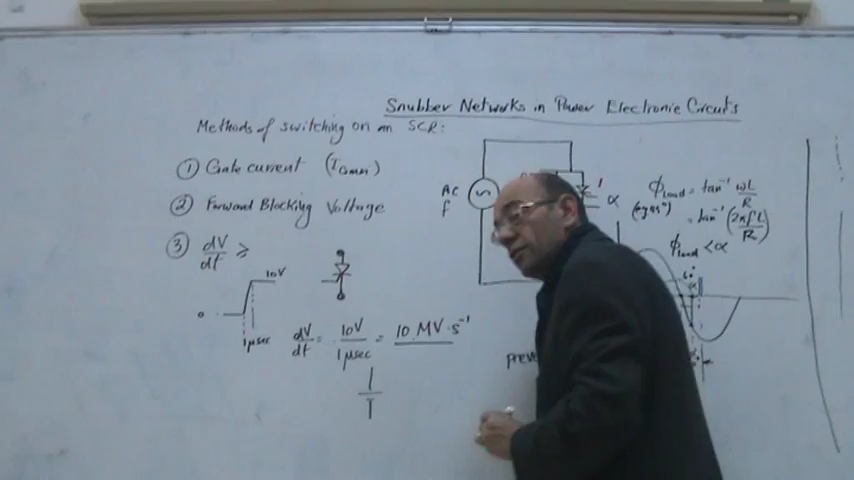 Snubber Networks in Power Electronic Circuits
Methods of switching on an SCR:
① Gate current (IGmin)
② Forward Blocking Voltage
③ dV/dt ≥
10V
0
1μsec
dV/dt = 10V/1μsec = 10 MV·s⁻¹
AC
f
α
ϕLoad = tan⁻¹ ωL/R
= tan⁻¹ (2πfL/R)
ϕLoad < α
prev